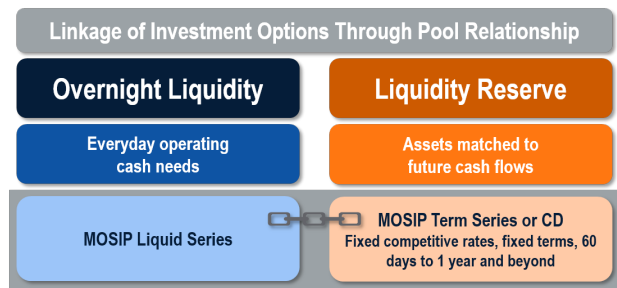 Linkage of Investment Options Through Pool Relationship
Overnight Liquidity
Liquidity Reserve
Everyday operating
cash needs
Assets matched to
future cash flows
MOSIP Liquid Series
MOSIP Term Series or CD
Fixed competitive rates, fixed terms, 60
days to 1 year and beyond